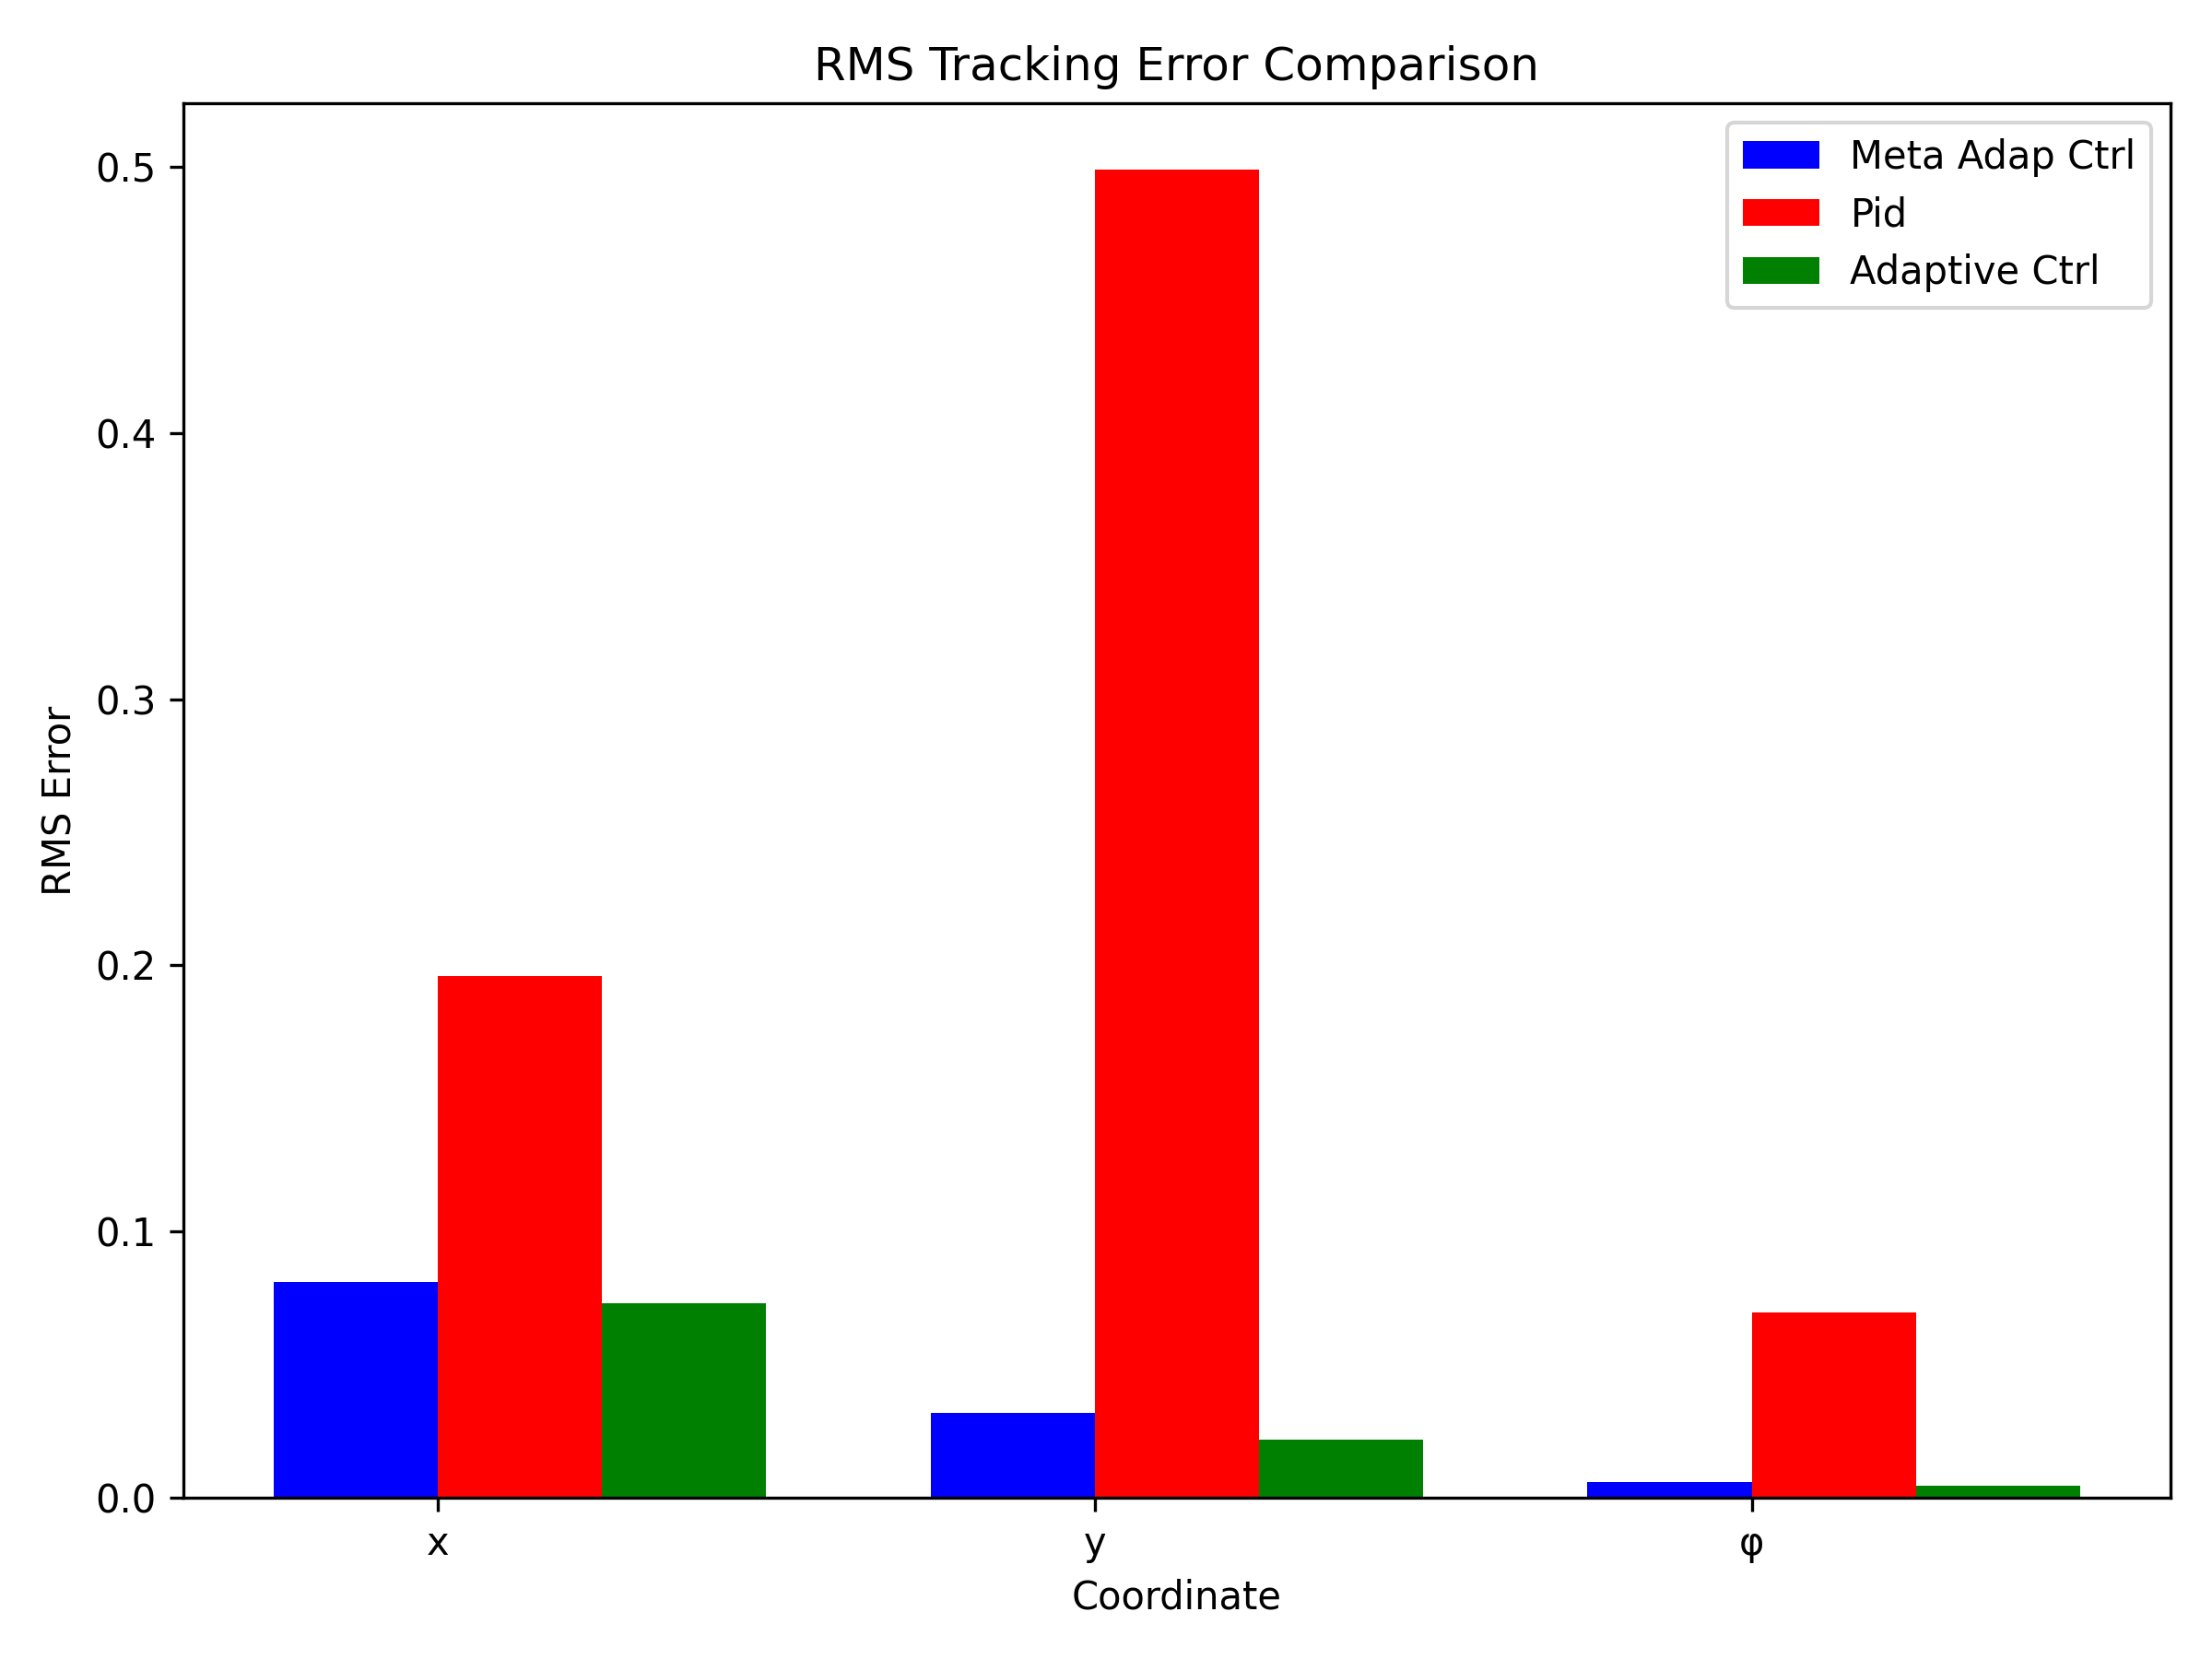 RMS Tracking Error Comparison
Meta Adap Ctrl
Pid
Adaptive Ctrl
RMS Error
0.5
0.4
0.3
0.2
0.1
0.0
x y φ
Coordinate